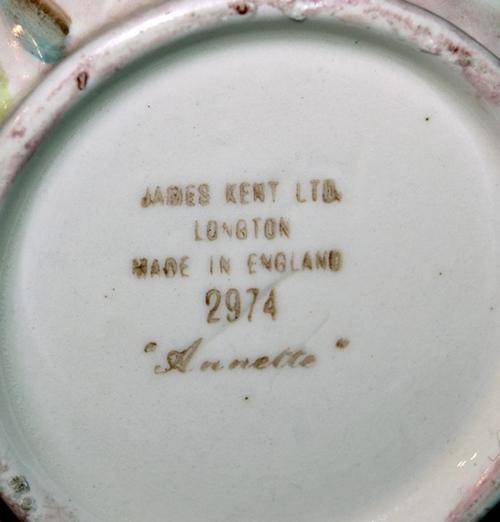 JAMES KENT LTD.
LONGTON
MADE IN ENGLAND
2974
"Annette"